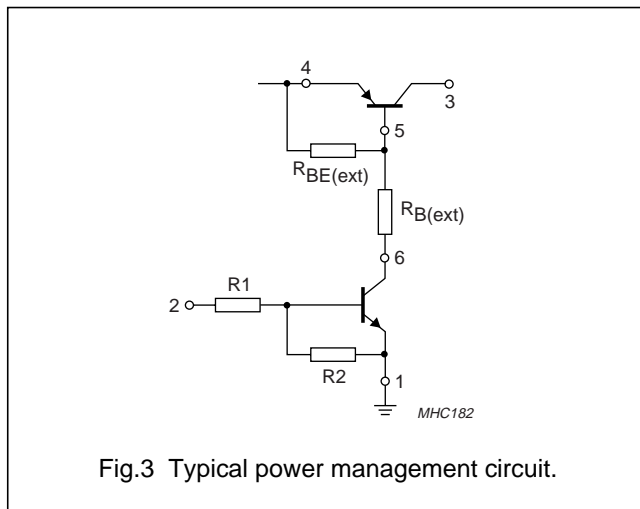 4
3
5
RBE(ext)
RB(ext)
6
R1
2
R2
1
MHC182
Fig.3 Typical power management circuit.